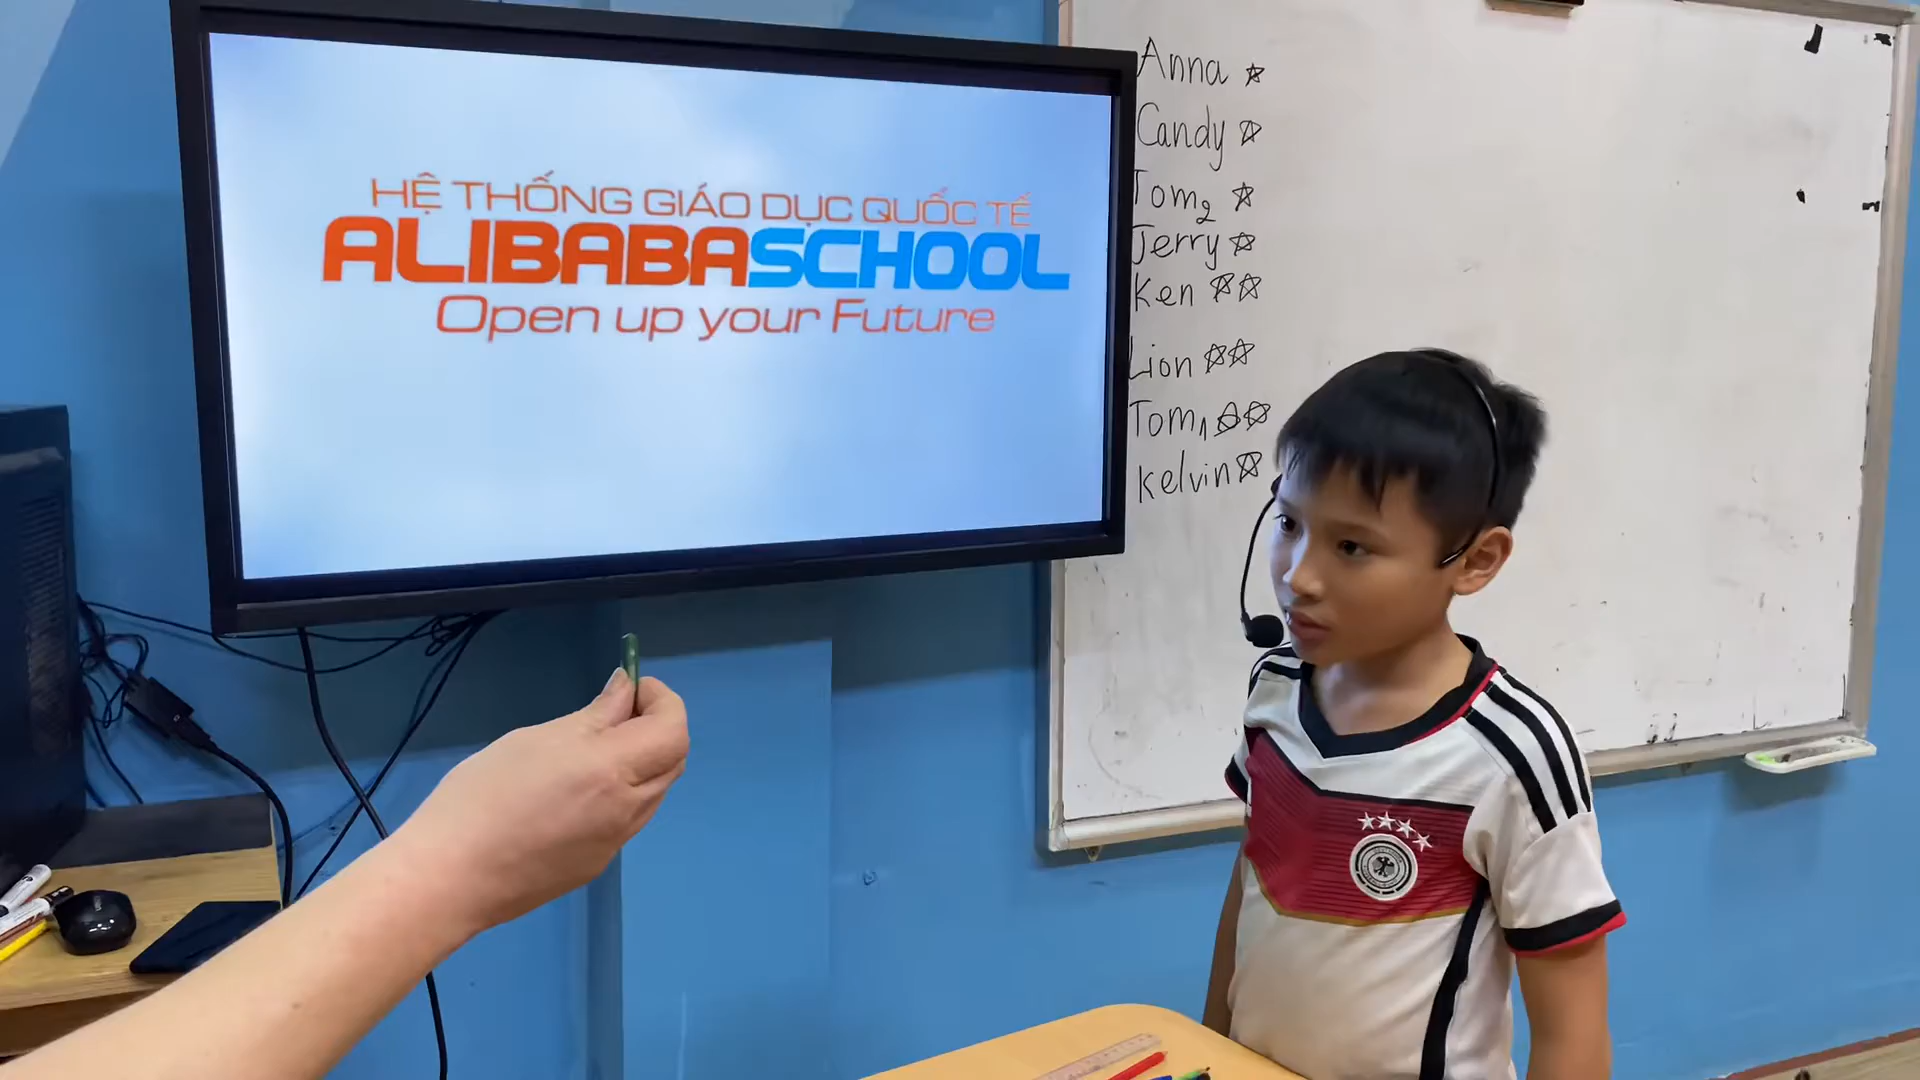 HỆ THỐNG GIÁO DỤC QUỐC TẾ
ALIBABASCHOOL
Open up your Future
Anna
Candy
Tom2
Jerry
Ken
Lion
Tom1
Kelvin